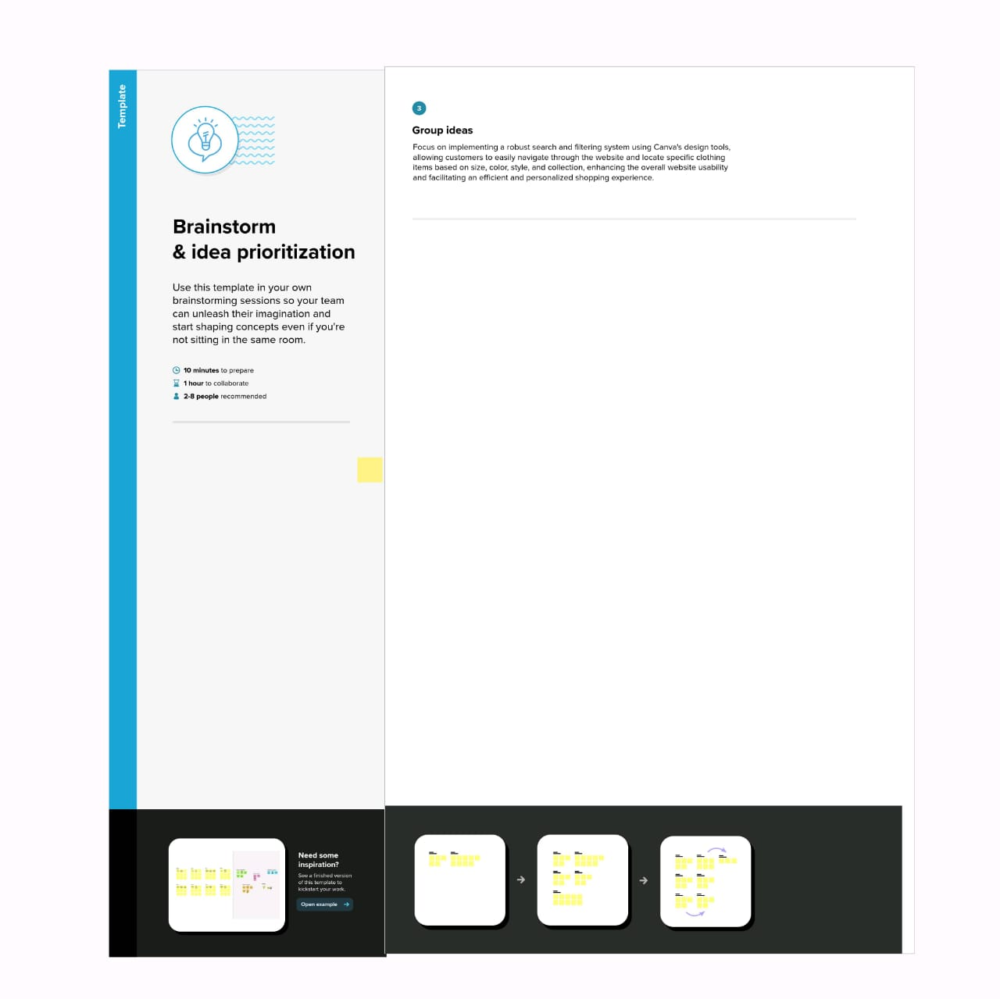 Template
Brainstorm
& idea prioritization
Use this template in your own
brainstorming sessions so your team
can unleash their imagination and
start shaping concepts even if you're
not sitting in the same room.
10 minutes to prepare
1 hour to collaborate
2-8 people recommended
Need some
inspiration?
See a finished version
of this template to
kickstart your work.
Open example
3
Group ideas
Focus on implementing a robust search and filtering system using Canva's design tools,
allowing customers to easily navigate through the website and locate specific clothing
items based on size, color, style, and collection, enhancing the overall website usability
and facilitating an efficient and personalized shopping experience.